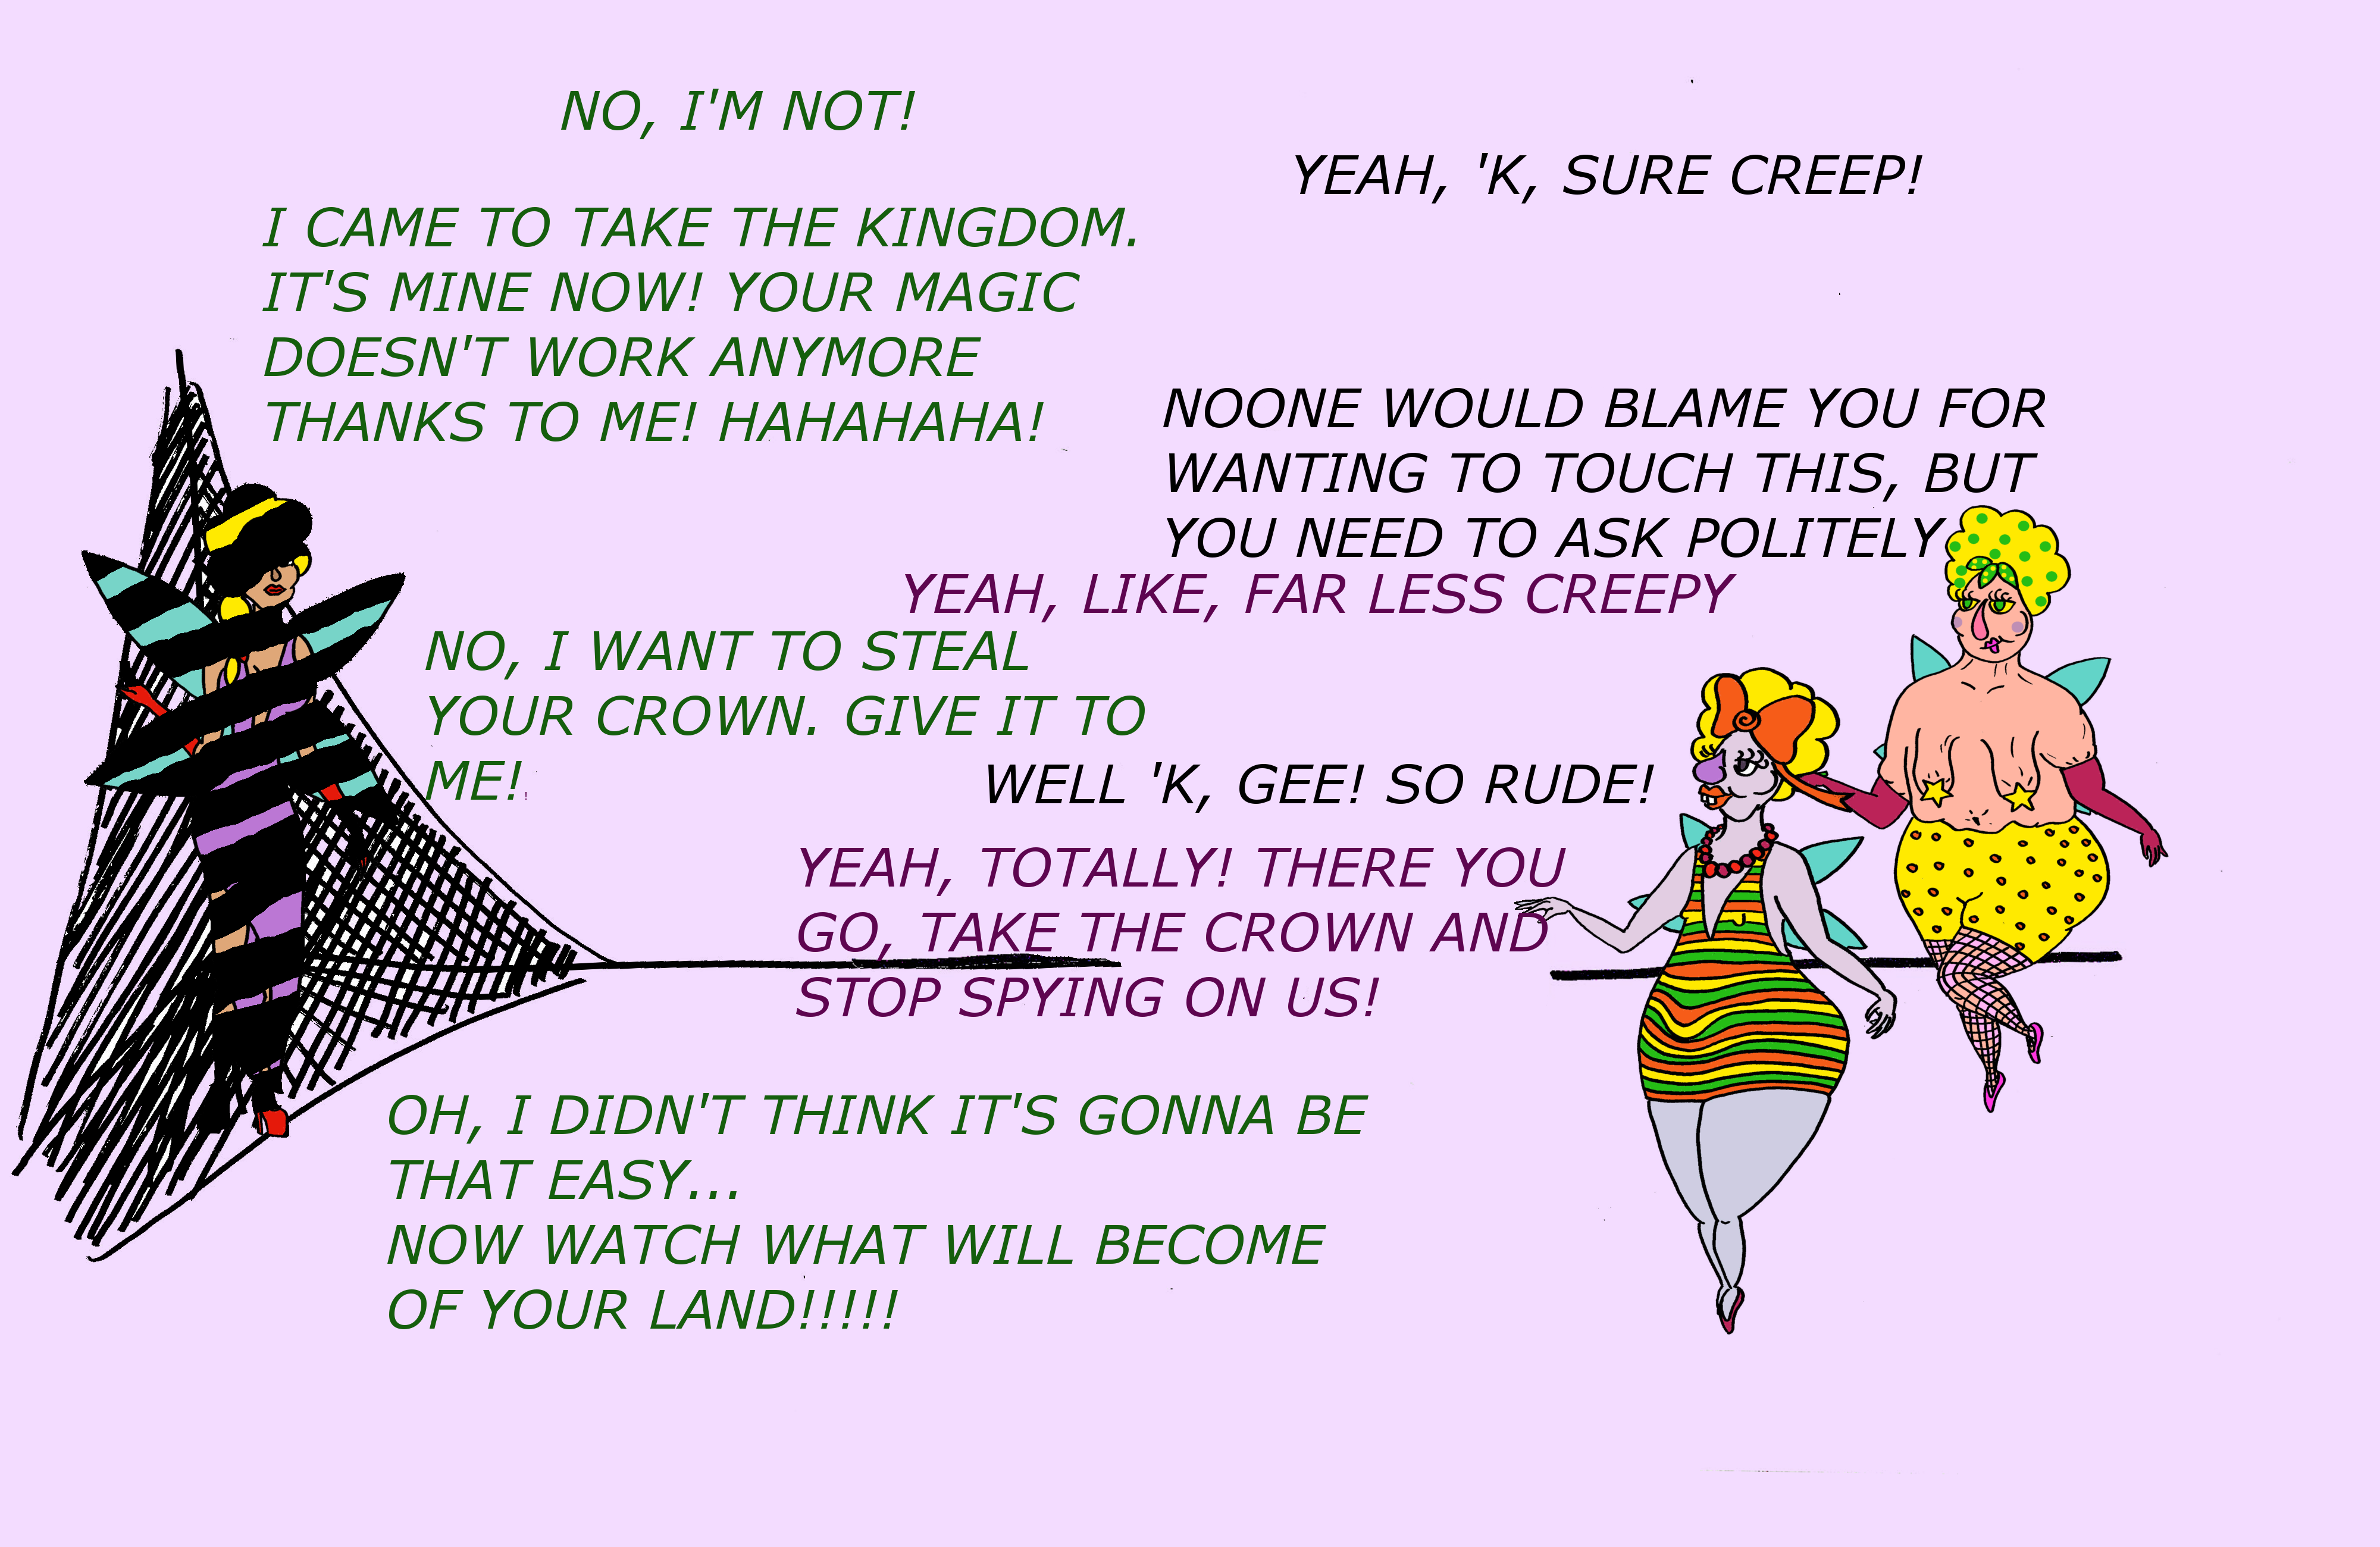 NO, I'M NOT!
YEAH, 'K, SURE CREEP!
I CAME TO TAKE THE KINGDOM.
IT'S MINE NOW! YOUR MAGIC
DOESN'T WORK ANYMORE
THANKS TO ME! HAHAHAHA!
NOONE WOULD BLAME YOU FOR
WANTING TO TOUCH THIS, BUT
YOU NEED TO ASK POLITELY
YEAH, LIKE, FAR LESS CREEPY
NO, I WANT TO STEAL
YOUR CROWN. GIVE IT TO
ME!
WELL 'K, GEE! SO RUDE!
YEAH, TOTALLY! THERE YOU
GO, TAKE THE CROWN AND
STOP SPYING ON US!
OH, I DIDN'T THINK IT'S GONNA BE
THAT EASY...
NOW WATCH WHAT WILL BECOME
OF YOUR LAND!!!!!